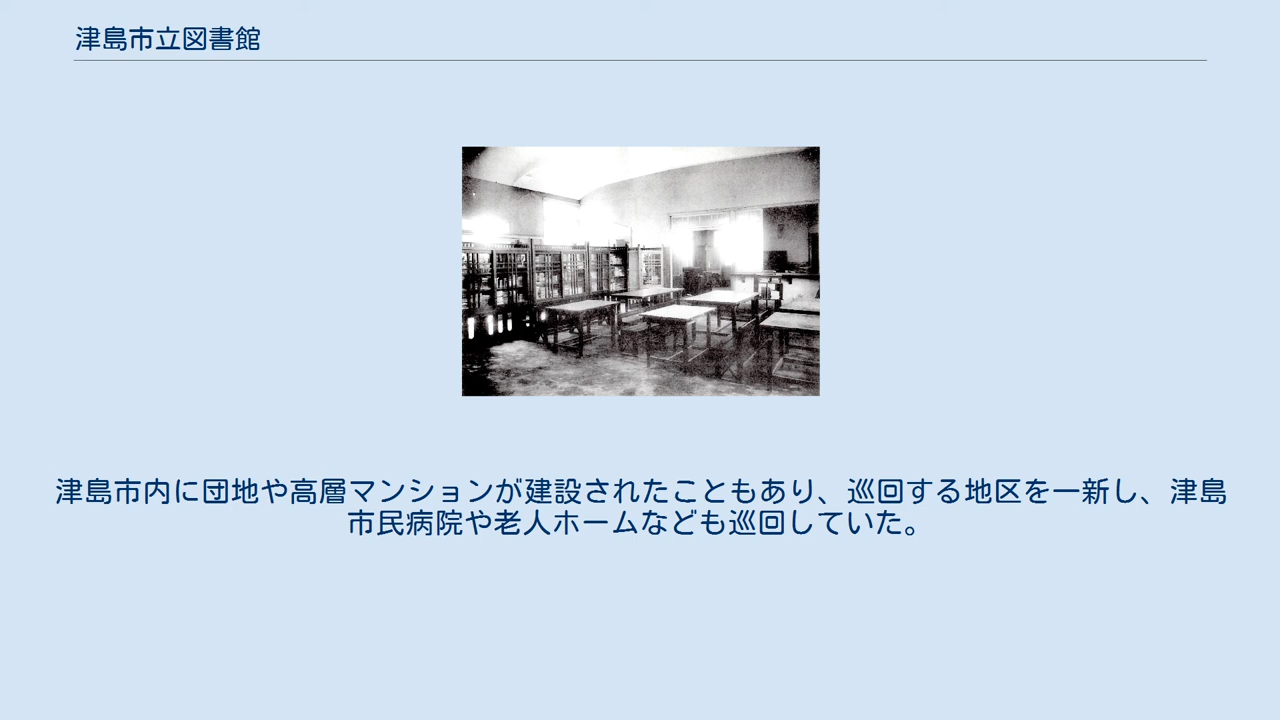 津島市立図書館
津島市内に団地や高層マンションが建設されたこともあり、巡回する地区を一新し、津島
市民病院や老人ホームなども巡回していた。